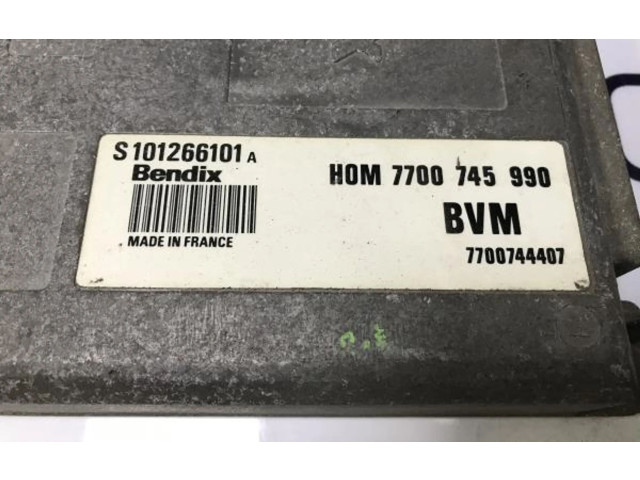 S101266101 A
Bendix
MADE IN FRANCE
HOM 7700 745 990
BVM
7700744407